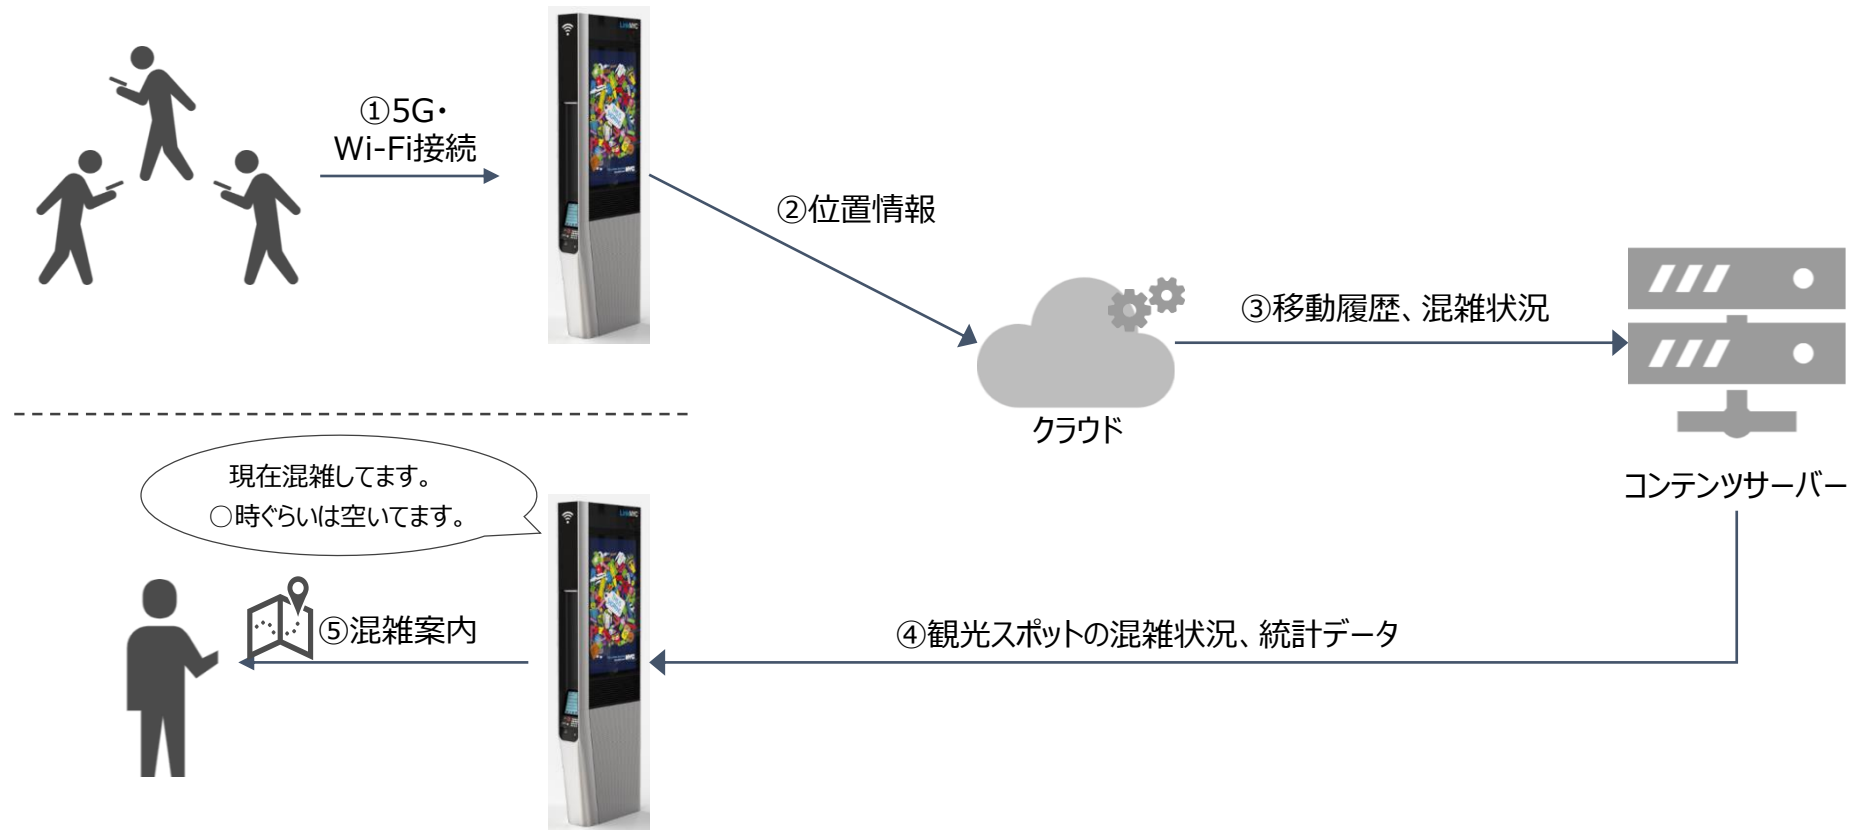 ①5G・
Wi-Fi接続
LinkNYC
②位置情報
③移動履歴、混雑状況
クラウド
コンテンツサーバー
現在混雑してます。
○時ぐらいは空いてます。
LinkNYC
④観光スポットの混雑状況、統計データ
⑤混雑案内